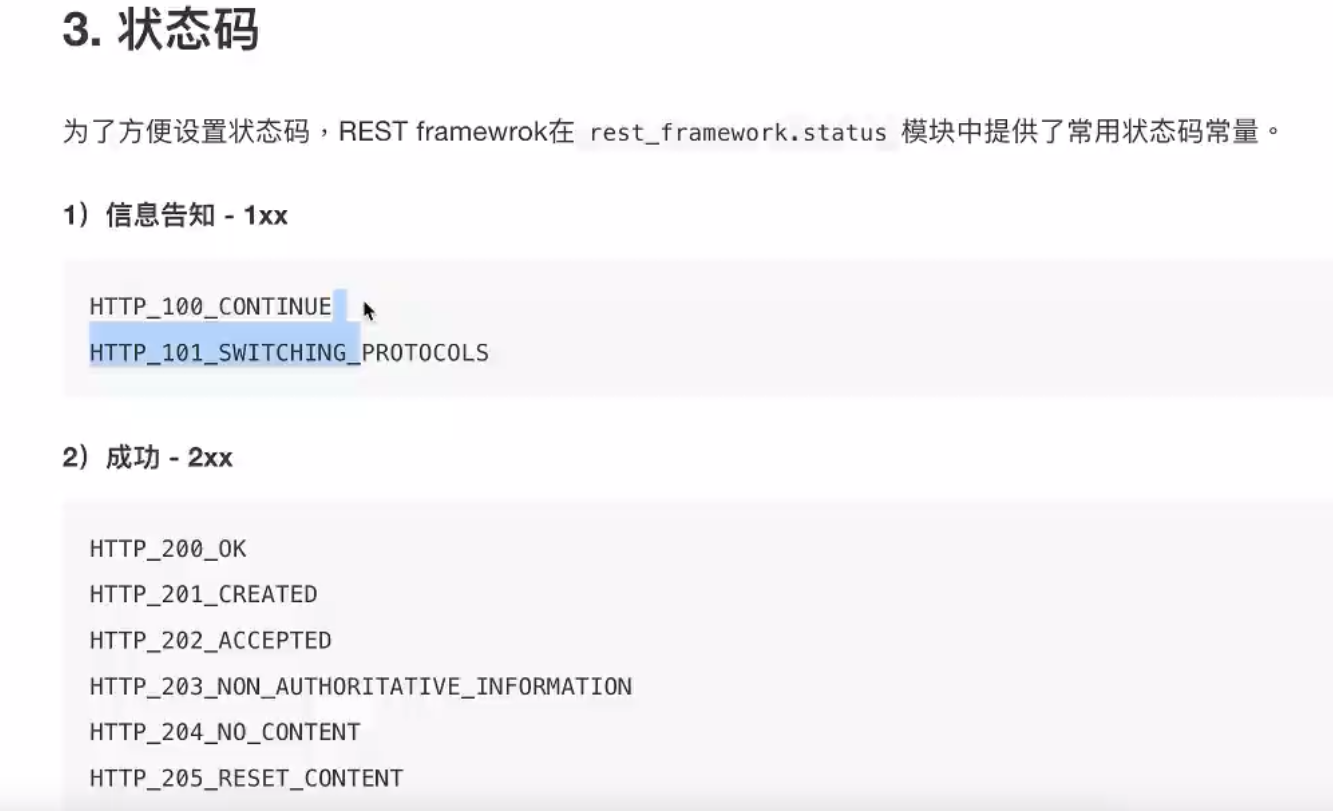 3. 状态码
为了方便设置状态码，REST framewrok在 rest_framework.status 模块中提供了常用状态码常量。
1）信息告知 - 1xx
HTTP_100_CONTINUE
HTTP_101_SWITCHING_PROTOCOLS
2）成功 - 2xx
HTTP_200_OK
HTTP_201_CREATED
HTTP_202_ACCEPTED
HTTP_203_NON_AUTHORITATIVE_INFORMATION
HTTP_204_NO_CONTENT
HTTP_205_RESET_CONTENT